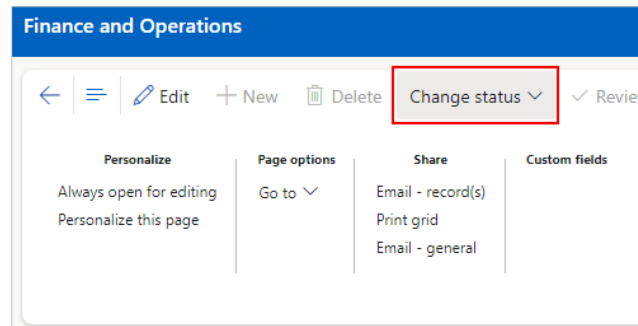 Finance and Operations
Edit New Delete Change status
Personalize Page options Share Custom fields
Always open for editing Go to Email - record(s)
Personalize this page Print grid
Email - general